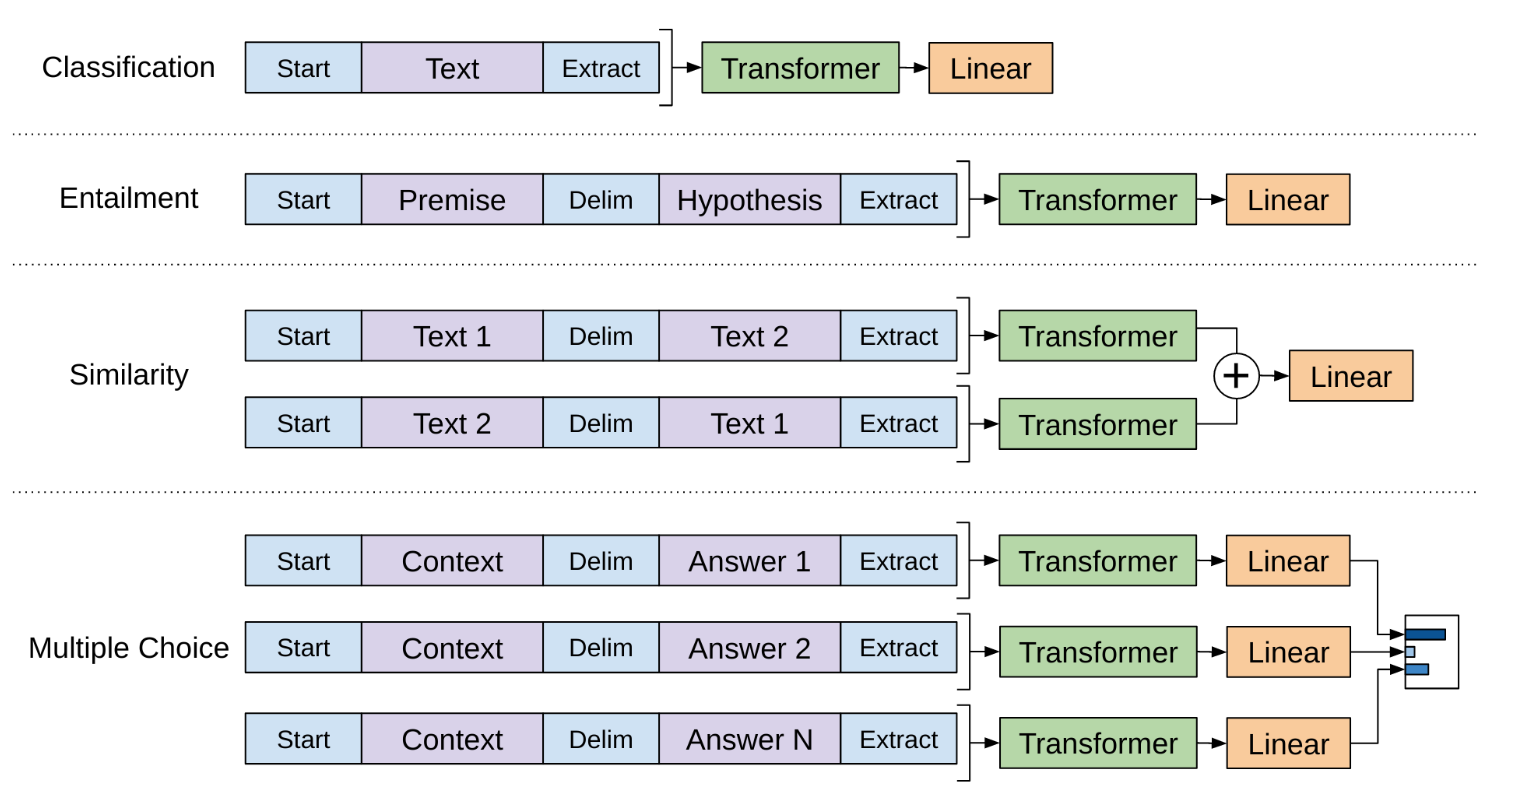 Classification Start Text Extract Transformer Linear
Entailment Start Premise Delim Hypothesis Extract Transformer Linear
Start Text 1 Delim Text 2 Extract Transformer
Similarity + Linear
Start Text 2 Delim Text 1 Extract Transformer
Start Context Delim Answer 1 Extract Transformer Linear
Multiple Choice Start Context Delim Answer 2 Extract Transformer Linear
Start Context Delim Answer N Extract Transformer Linear